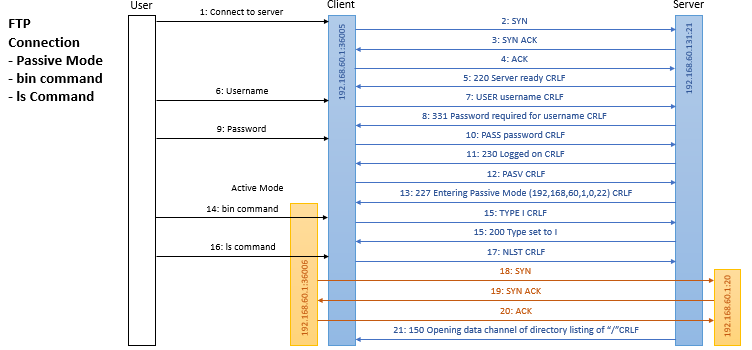 User
Client
Server
FTP
Connection
- Passive Mode
- bin command
- ls Command
1: Connect to server
192.168.60.1:36005
192.168.60.131:21
2: SYN
3: SYN ACK
4: ACK
5: 220 Server ready CRLF
6: Username
7: USER username CRLF
8: 331 Password required for username CRLF
9: Password
10: PASS password CRLF
11: 230 Logged on CRLF
12: PASV CRLF
Active Mode
13: 227 Entering Passive Mode (192,168,60,1,0,22) CRLF
14: bin command
15: TYPE I CRLF
15: 200 Type set to I
16: ls command
17: NLST CRLF
192.168.60.1:36006
18: SYN
192.168.60.1:20
19: SYN ACK
20: ACK
21: 150 Opening data channel of directory listing of “/”CRLF